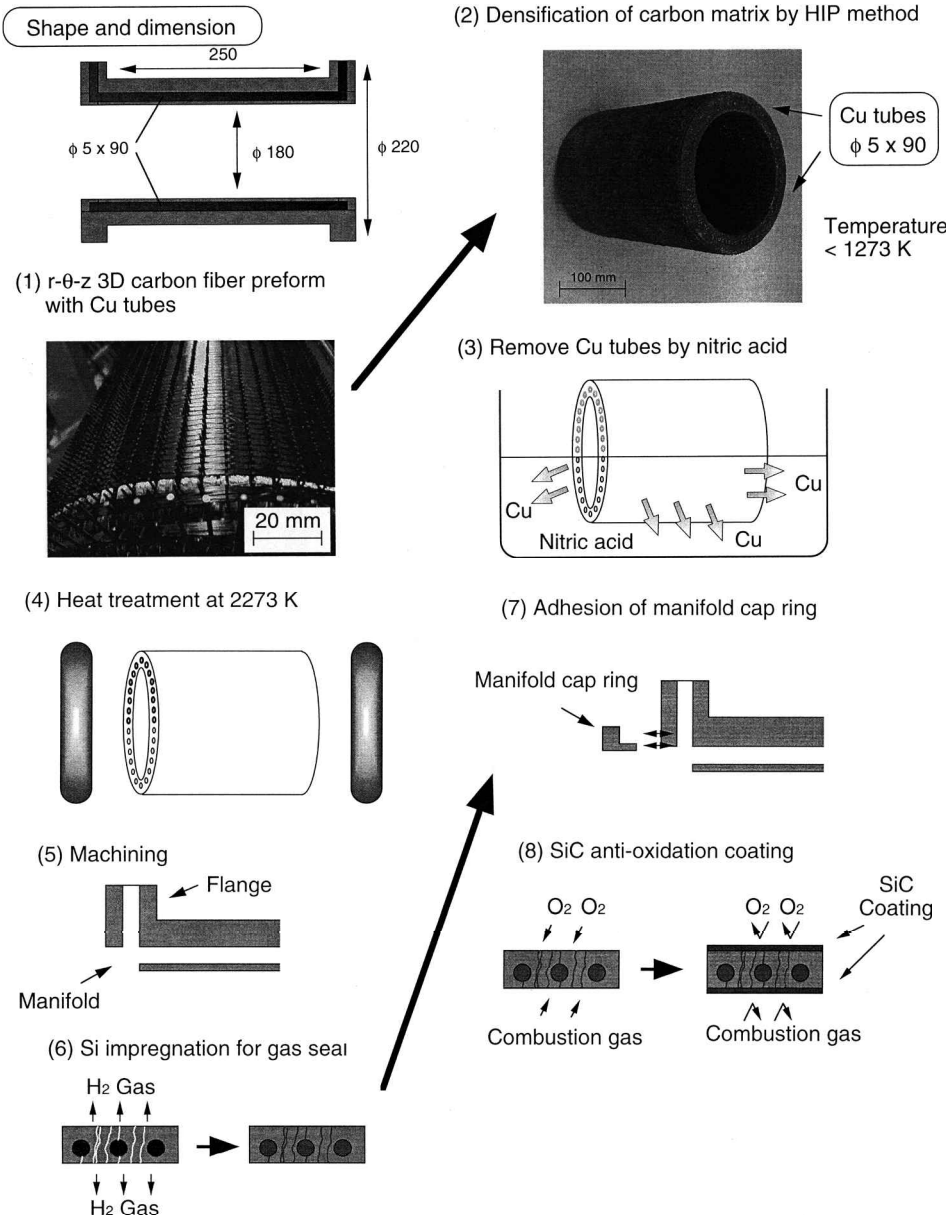 Shape and dimension
250
ϕ 5 x 90
ϕ 180
ϕ 220
(1) r-θ-z 3D carbon fiber preform
with Cu tubes
20 mm
(2) Densification of carbon matrix by HIP method
Cu tubes
ϕ 5 x 90
Temperature
< 1273 K
100 mm
(3) Remove Cu tubes by nitric acid
Cu
Cu
Nitric acid
Cu
(4) Heat treatment at 2273 K
(5) Machining
Flange
Manifold
(6) Si impregnation for gas seal
H2 Gas
H2 Gas
(7) Adhesion of manifold cap ring
Manifold cap ring
(8) SiC anti-oxidation coating
O2 O2
O2 O2
SiC
Coating
Combustion gas
Combustion gas